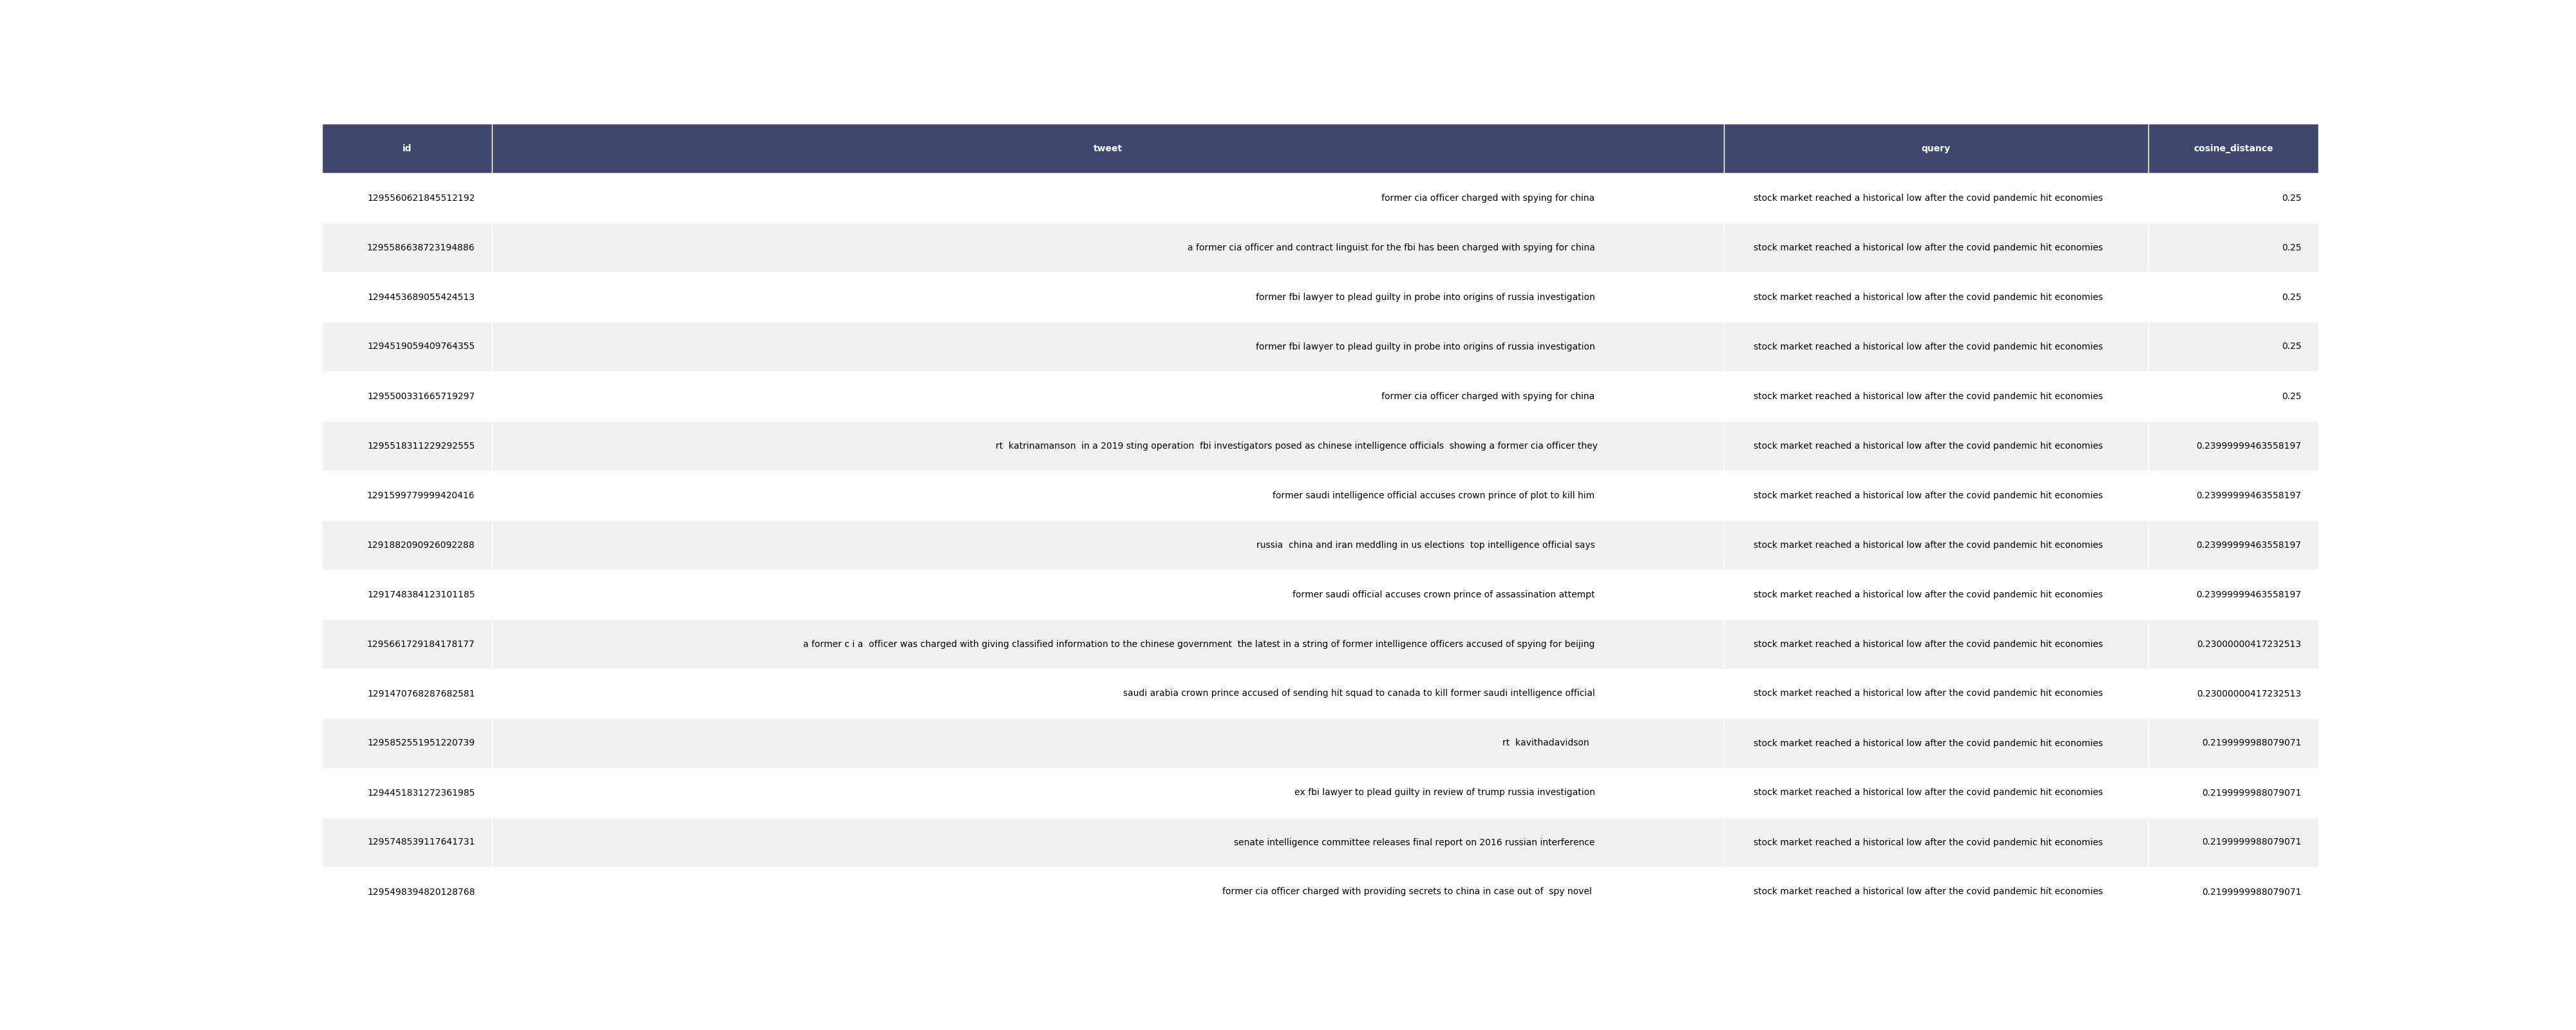 id tweet query cosine_distance
1295560621845512192 former cia officer charged with spying for china stock market reached a historical low after the covid pandemic hit economies 0.25
1295586638723194886 a former cia officer and contract linguist for the fbi has been charged with spying for china stock market reached a historical low after the covid pandemic hit economies 0.25
1294453689055424513 former fbi lawyer to plead guilty in probe into origins of russia investigation stock market reached a historical low after the covid pandemic hit economies 0.25
1294519059409764355 former fbi lawyer to plead guilty in probe into origins of russia investigation stock market reached a historical low after the covid pandemic hit economies 0.25
1295500331665719297 former cia officer charged with spying for china stock market reached a historical low after the covid pandemic hit economies 0.25
1295518311229292555 rt  katrinamanson  in a 2019 sting operation  fbi investigators posed as chinese intelligence officials  showing a former cia officer they stock market reached a historical low after the covid pandemic hit economies 0.23999999463558197
1291599779999420416 former saudi intelligence official accuses crown prince of plot to kill him stock market reached a historical low after the covid pandemic hit economies 0.23999999463558197
1291882090926092288 russia  china and iran meddling in us elections  top intelligence official says stock market reached a historical low after the covid pandemic hit economies 0.23999999463558197
1291748384123101185 former saudi official accuses crown prince of assassination attempt stock market reached a historical low after the covid pandemic hit economies 0.23999999463558197
1295661729184178177 a former c i a  officer was charged with giving classified information to the chinese government  the latest in a string of former intelligence officers accused of spying for beijing stock market reached a historical low after the covid pandemic hit economies 0.23000000417232513
1291470768287682581 saudi arabia crown prince accused of sending hit squad to canada to kill former saudi intelligence official stock market reached a historical low after the covid pandemic hit economies 0.23000000417232513
1295852551951220739 rt  kavithadavidson stock market reached a historical low after the covid pandemic hit economies 0.2199999988079071
1294451831272361985 ex fbi lawyer to plead guilty in review of trump russia investigation stock market reached a historical low after the covid pandemic hit economies 0.2199999988079071
1295748539117641731 senate intelligence committee releases final report on 2016 russian interference stock market reached a historical low after the covid pandemic hit economies 0.2199999988079071
1295498394820128768 former cia officer charged with providing secrets to china in case out of  spy novel stock market reached a historical low after the covid pandemic hit economies 0.2199999988079071